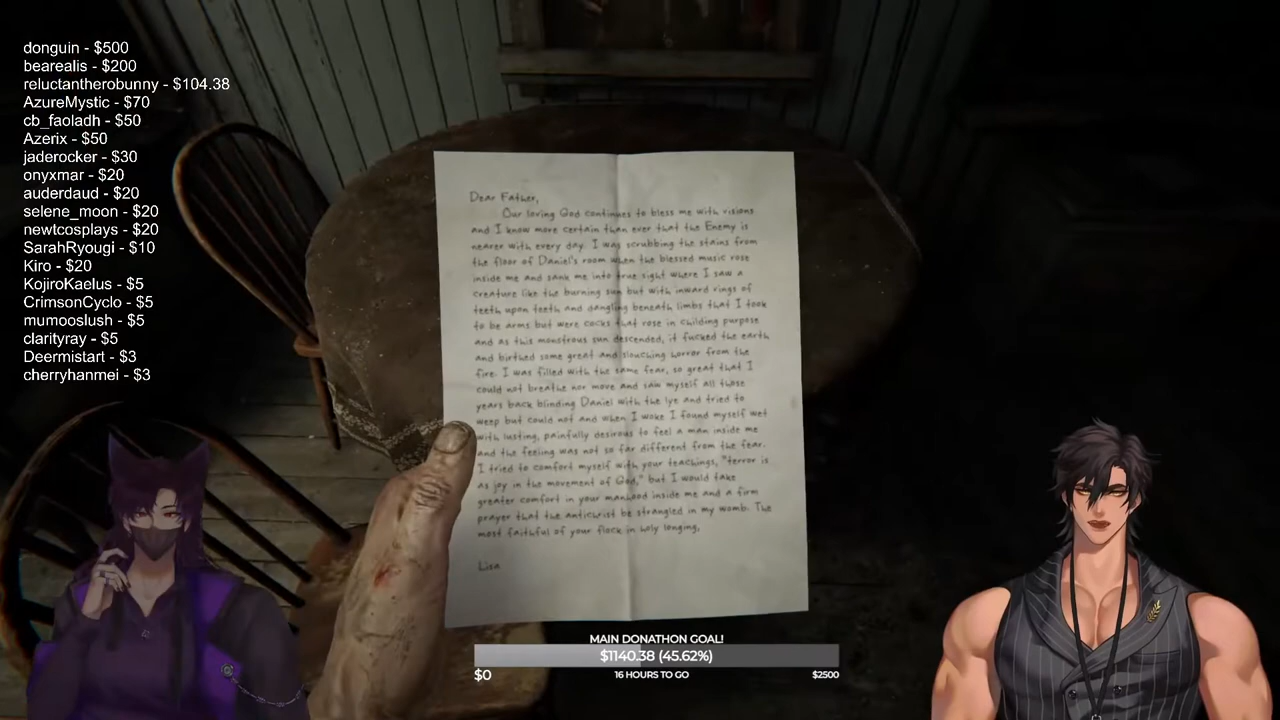 donguin - $500
bearealis - $200
reluctantherobunny - $104.38
AzureMystic - $70
cb_faoladh - $50
Azerix - $50
jaderocker - $30
onyxmar - $20
auderdaud - $20
selene_moon - $20
newtcosplays - $20
SarahRyougi - $10
Kiro - $20
KojiroKaelus - $5
CrimsonCyclo - $5
mumooslush - $5
clarityray - $5
Deermistart - $3
cherryhanmei - $3
Dear Father,
Our loving God continues to bless me with visions
and I know more certain than ever that the Enemy is
nearer with every day. I was scrubbing the stains from
the floor of Daniel's room when the blessed music rose
inside me and sank me into true sight where I saw a
creature like the burning sun but with inward rings of
teeth upon teeth and dangling beneath limbs that I took
to be arms but were cocks that rose in childing purpose
and as this monstrous sun descended, it fucked the earth
and birthed some great and slouching horror from the
fire. I was filled with the same fear, so great that I
could not breathe nor move and saw myself all those
years back blinding Daniel with the lye and tried to
weep but could not and when I woke I found myself wet
with lusting, painfully desirous to feel a man inside me
and the feeling was not so far different from the fear.
I tried to comfort myself with your teachings, "terror is
as joy in the movement of God," but I would take
greater comfort in your manhood inside me and a firm
prayer that the antichrist be strangled in my womb. The
most faithful of your flock in holy longing,
Lisa
MAIN DONATHON GOAL!
$1140.38 (45.62%)
$0
16 HOURS TO GO
$2500